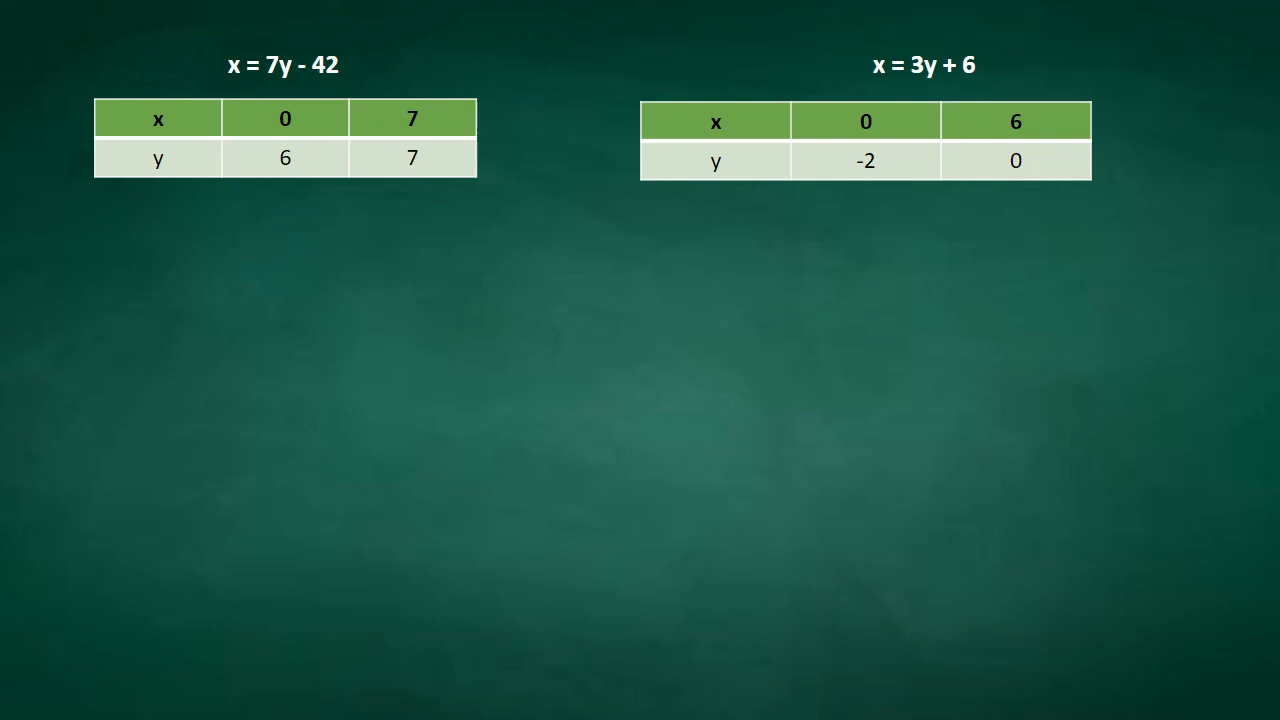 x = 7y - 42
x 0 7
y 6 7
x = 3y + 6
x 0 6
y -2 0